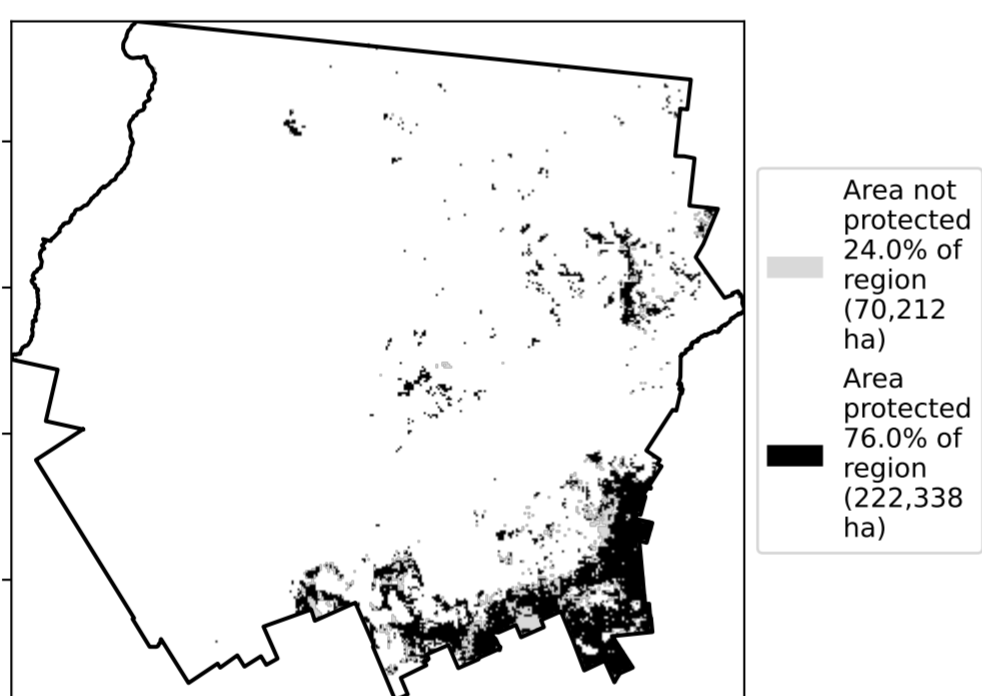 Area not
protected
24.0% of
region
(70,212
ha)
Area
protected
76.0% of
region
(222,338
ha)